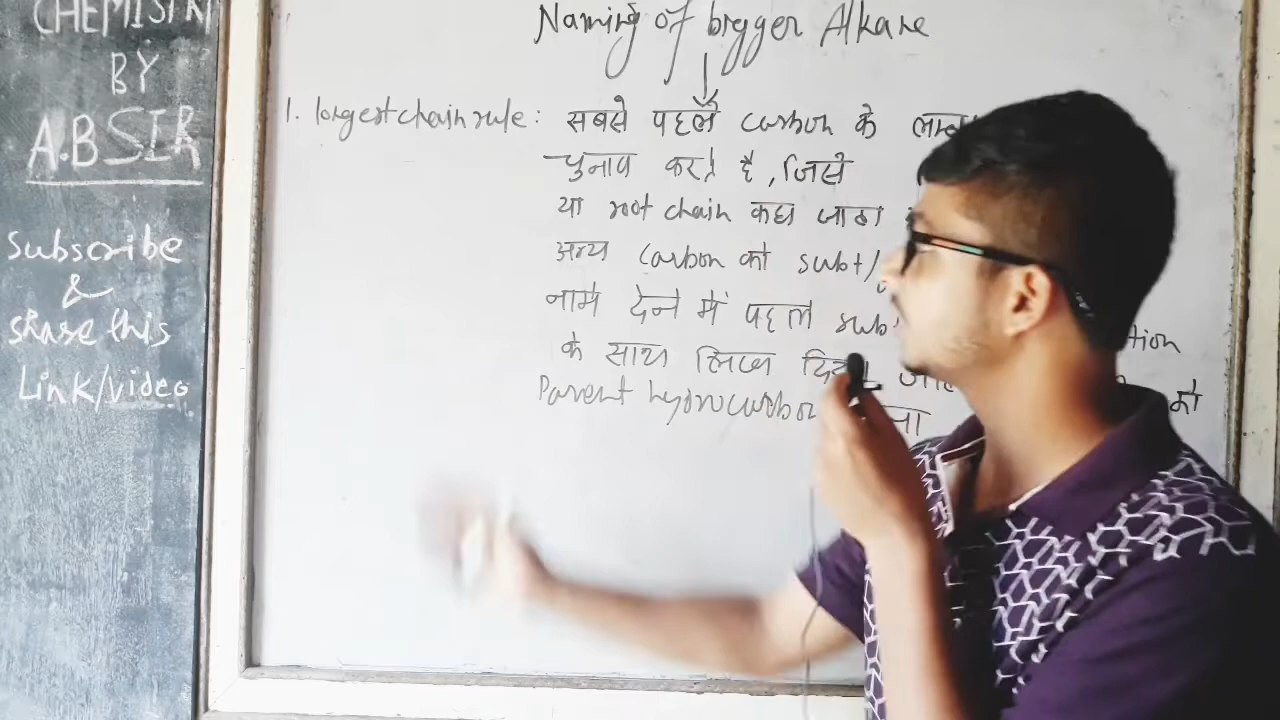 CHEMISTR
BY
A.B SIR
Subscribe
&
share this
Link/video
Naming of bigger Alkane
1. longest chain rule: सबसे पहले carbon के
चुनाव करते है, जिसे
या root chain कहा जाता
अन्य carbon को subt/
नाम देने में पहले sub
के साथ लिख दिया
Parent hydrocarbon